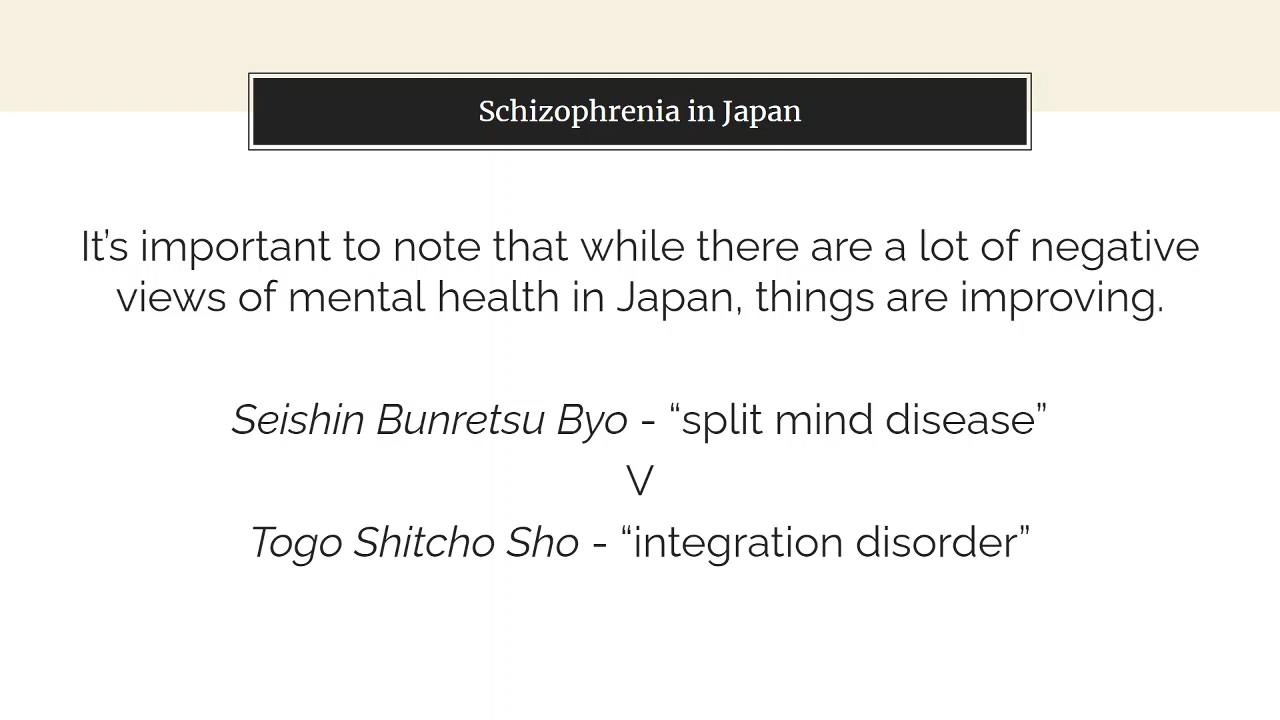 Schizophrenia in Japan
It’s important to note that while there are a lot of negative
views of mental health in Japan, things are improving.
Seishin Bunretsu Byo - “split mind disease”
V
Togo Shitcho Sho - “integration disorder”